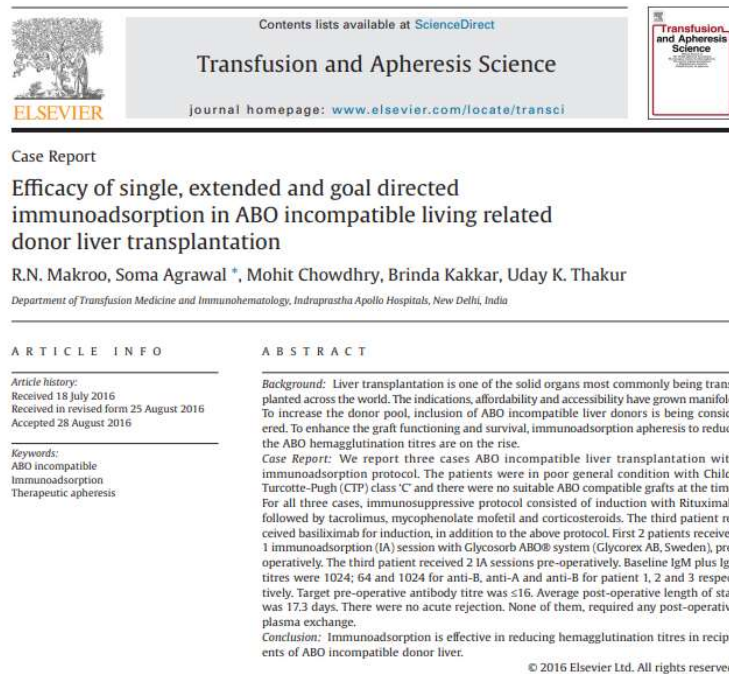 Contents lists available at ScienceDirect
Transfusion and Apheresis Science
journal homepage: www.elsevier.com/locate/transci
ELSEVIER
Transfusion
and Apheresis
Science
Case Report
Efficacy of single, extended and goal directed
immunoadsorption in ABO incompatible living related
donor liver transplantation
R.N. Makroo, Soma Agrawal *, Mohit Chowdhry, Brinda Kakkar, Uday K. Thakur
Department of Transfusion Medicine and Immunohematology, Indraprastha Apollo Hospitals, New Delhi, India
ARTICLE INFO
Article history:
Received 18 July 2016
Received in revised form 25 August 2016
Accepted 28 August 2016
Keywords:
ABO incompatible
Immunoadsorption
Therapeutic apheresis
ABSTRACT
Background: Liver transplantation is one of the solid organs most commonly being trans
planted across the world. The indications, affordability and accessibility have grown manifol
To increase the donor pool, inclusion of ABO incompatible liver donors is being consid
ered. To enhance the graft functioning and survival, immunoadsorption apheresis to reduc
the ABO hemagglutination titres are on the rise.
Case Report: We report three cases ABO incompatible liver transplantation wit
immunoadsorption protocol. The patients were in poor general condition with Child
Turcotte-Pugh (CTP) class 'C' and there were no suitable ABO compatible grafts at the tim
For all three cases, immunosuppressive protocol consisted of induction with Rituximal
followed by tacrolimus, mycophenolate mofetil and corticosteroids. The third patient re
ceived basiliximab for induction, in addition to the above protocol. First 2 patients receive
1 immunoadsorption (IA) session with Glycosorb ABO® system (Glycorex AB, Sweden), pre
operatively. The third patient received 2 IA sessions pre-operatively. Baseline IgM plus Ig
titres were 1024; 64 and 1024 for anti-B, anti-A and anti-B for patient 1, 2 and 3 respec
tively. Target pre-operative antibody titre was ≤16. Average post-operative length of sta
was 17.3 days. There were no acute rejection. None of them, required any post-operativ
plasma exchange.
Conclusion: Immunoadsorption is effective in reducing hemagglutination titres in recip
ents of ABO incompatible donor liver.
© 2016 Elsevier Ltd. All rights reserved